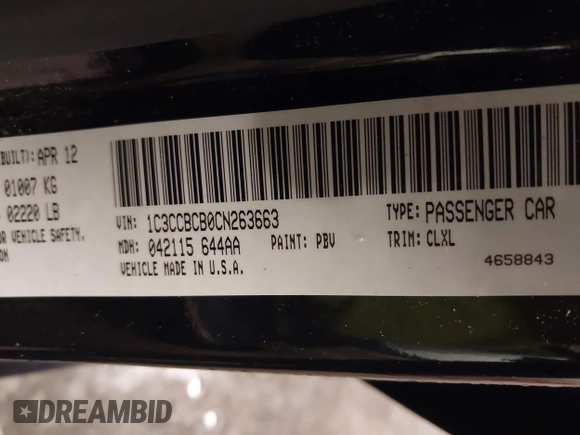 BUILT): APR 12
01007 KG
02220 LB
OR VEHICLE SAFETY.
ON
VIN: 1C3CCBCB0CN263663
TYPE: PASSENGER CAR
MDH: 042115 644AA
PAINT: PBV
TRIM: CLXL
VEHICLE MADE IN U.S.A.
4658843
DREAMBID